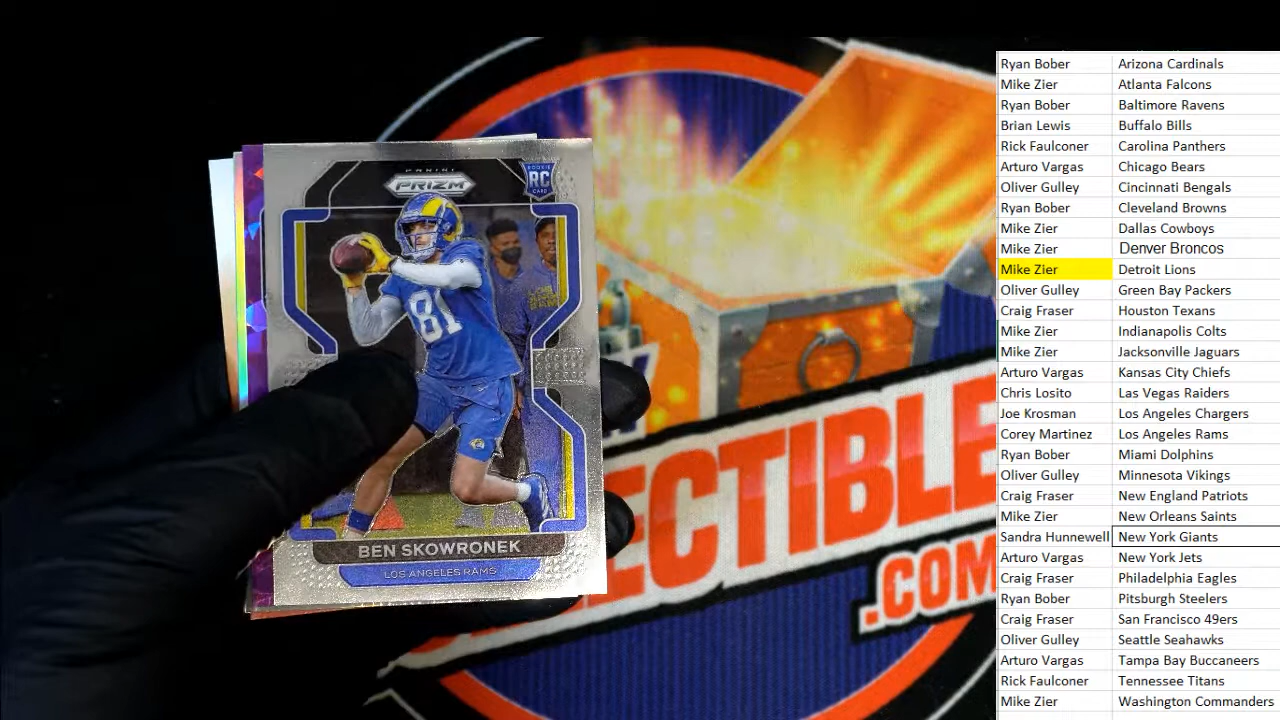 PANINI
PRIZM
ROOKIE
RC
CARD
81
BEN SKOWRONEK
LOS ANGELES RAMS
ECTIBLE
.COM
Ryan Bober Arizona Cardinals
Mike Zier Atlanta Falcons
Ryan Bober Baltimore Ravens
Brian Lewis Buffalo Bills
Rick Faulconer Carolina Panthers
Arturo Vargas Chicago Bears
Oliver Gulley Cincinnati Bengals
Ryan Bober Cleveland Browns
Mike Zier Dallas Cowboys
Mike Zier Denver Broncos
Mike Zier Detroit Lions
Oliver Gulley Green Bay Packers
Craig Fraser Houston Texans
Mike Zier Indianapolis Colts
Mike Zier Jacksonville Jaguars
Arturo Vargas Kansas City Chiefs
Chris Losito Las Vegas Raiders
Joe Krosman Los Angeles Chargers
Corey Martinez Los Angeles Rams
Ryan Bober Miami Dolphins
Oliver Gulley Minnesota Vikings
Craig Fraser New England Patriots
Mike Zier New Orleans Saints
Sandra Hunnewell New York Giants
Arturo Vargas New York Jets
Craig Fraser Philadelphia Eagles
Ryan Bober Pitsburgh Steelers
Craig Fraser San Francisco 49ers
Oliver Gulley Seattle Seahawks
Arturo Vargas Tampa Bay Buccaneers
Rick Faulconer Tennessee Titans
Mike Zier Washington Commanders